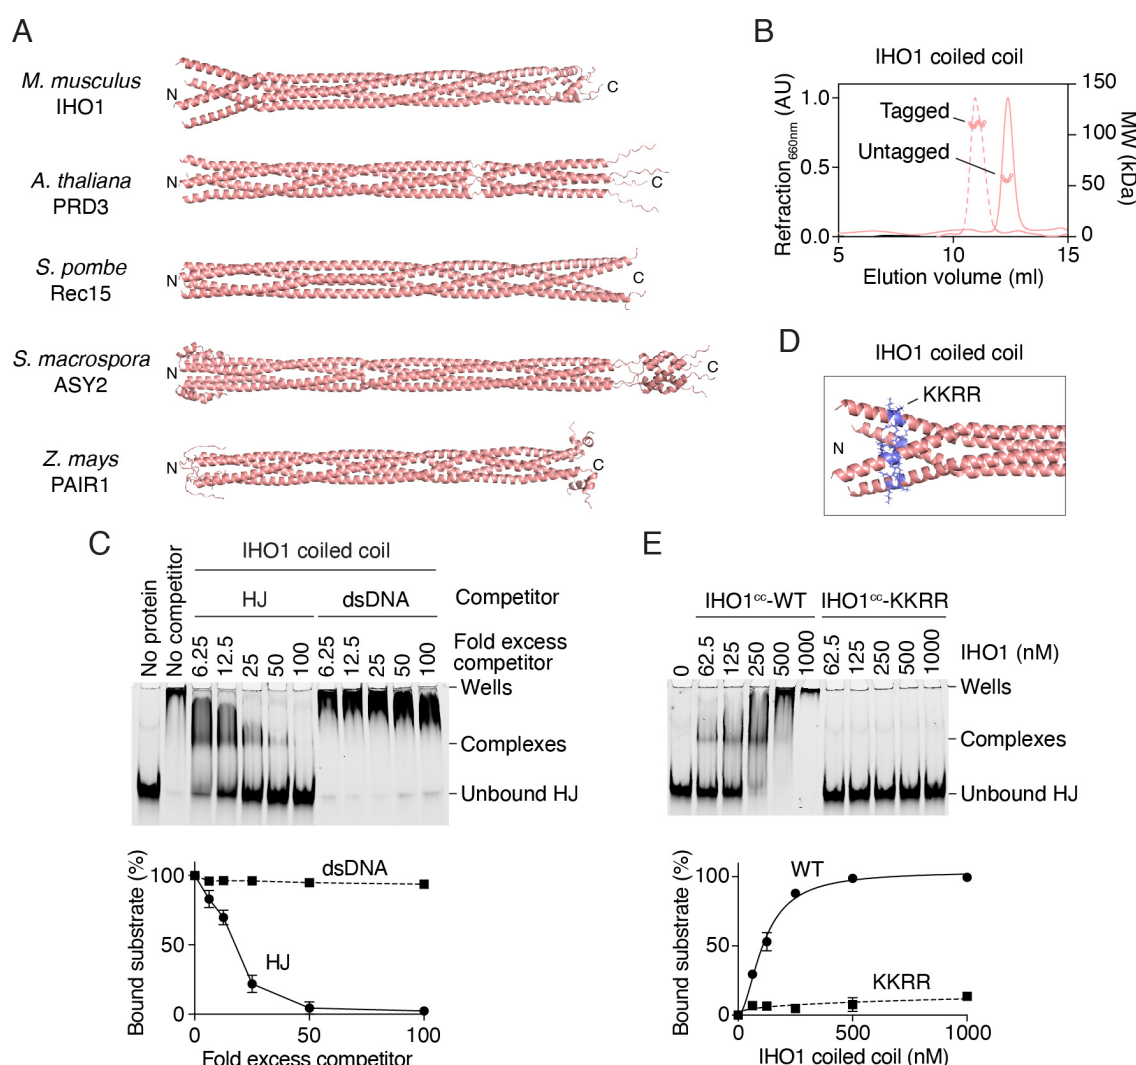 A
M. musculus
IHO1
N
C
A. thaliana
PRD3
N
C
S. pombe
Rec15
N
C
S. macrospora
ASY2
N
C
Z. mays
PAIR1
N
C
B
IHO1 coiled coil
Refraction660nm (AU)
1.0
0.5
0.0
Tagged
Untagged
150
100
50
0
MW (kDa)
5
10
15
Elution volume (ml)
D
IHO1 coiled coil
KKRR
N
C
IHO1 coiled coil
No protein
No competitor
HJ
dsDNA
Competitor
6.25
12.5
25
50
100
6.25
12.5
25
50
100
Fold excess
competitor
Wells
Complexes
Unbound HJ
Bound substrate (%)
100
50
0
dsDNA
HJ
0
50
100
Fold excess competitor
E
IHO1cc-WT
IHO1cc-KKRR
0
62.5
125
250
500
1000
62.5
125
250
500
1000
IHO1 (nM)
Wells
Complexes
Unbound HJ
Bound substrate (%)
100
50
0
WT
KKRR
0
500
1000
IHO1 coiled coil (nM)